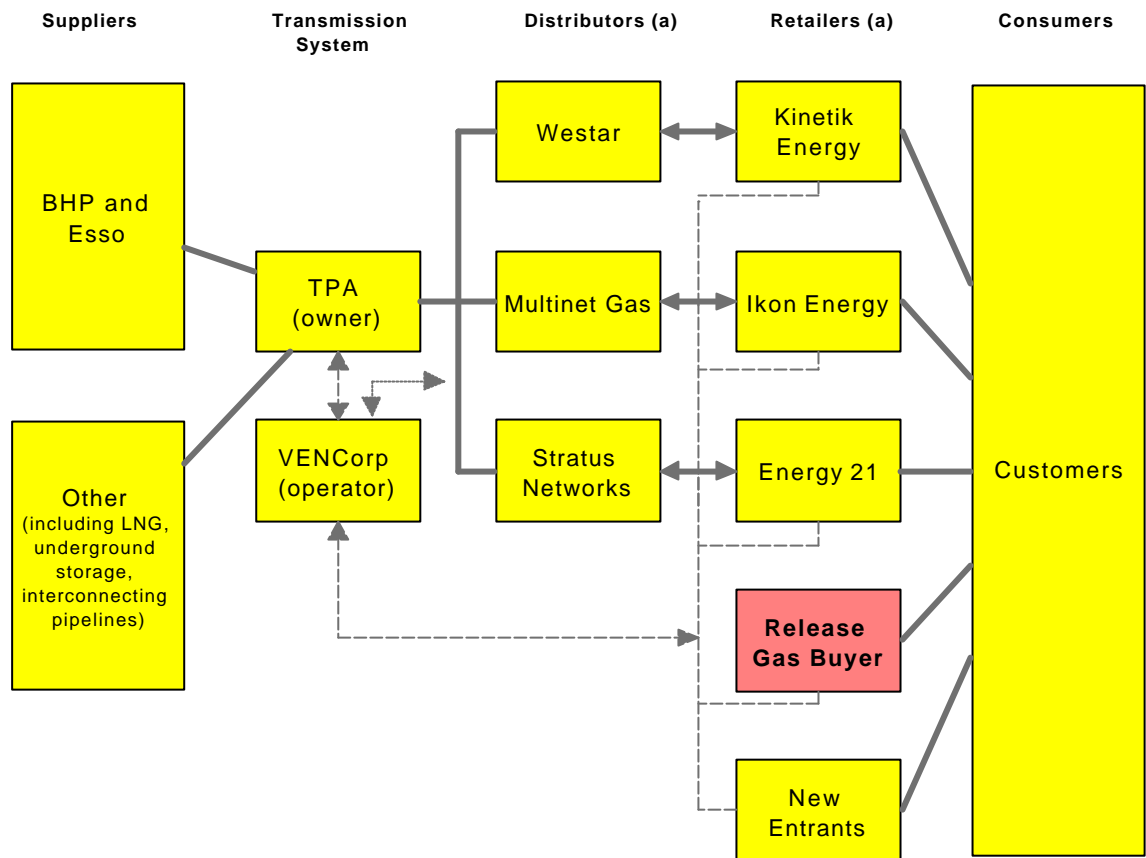 Suppliers
Transmission
System
Distributors (a)
Retailers (a)
Consumers
BHP and
Esso
Other
(including LNG,
underground
storage,
interconnecting
pipelines)
TPA
(owner)
VENCorp
(operator)
Westar
Multinet Gas
Stratus
Networks
Kinetik
Energy
Ikon Energy
Energy 21
Release
Gas Buyer
New
Entrants
Customers